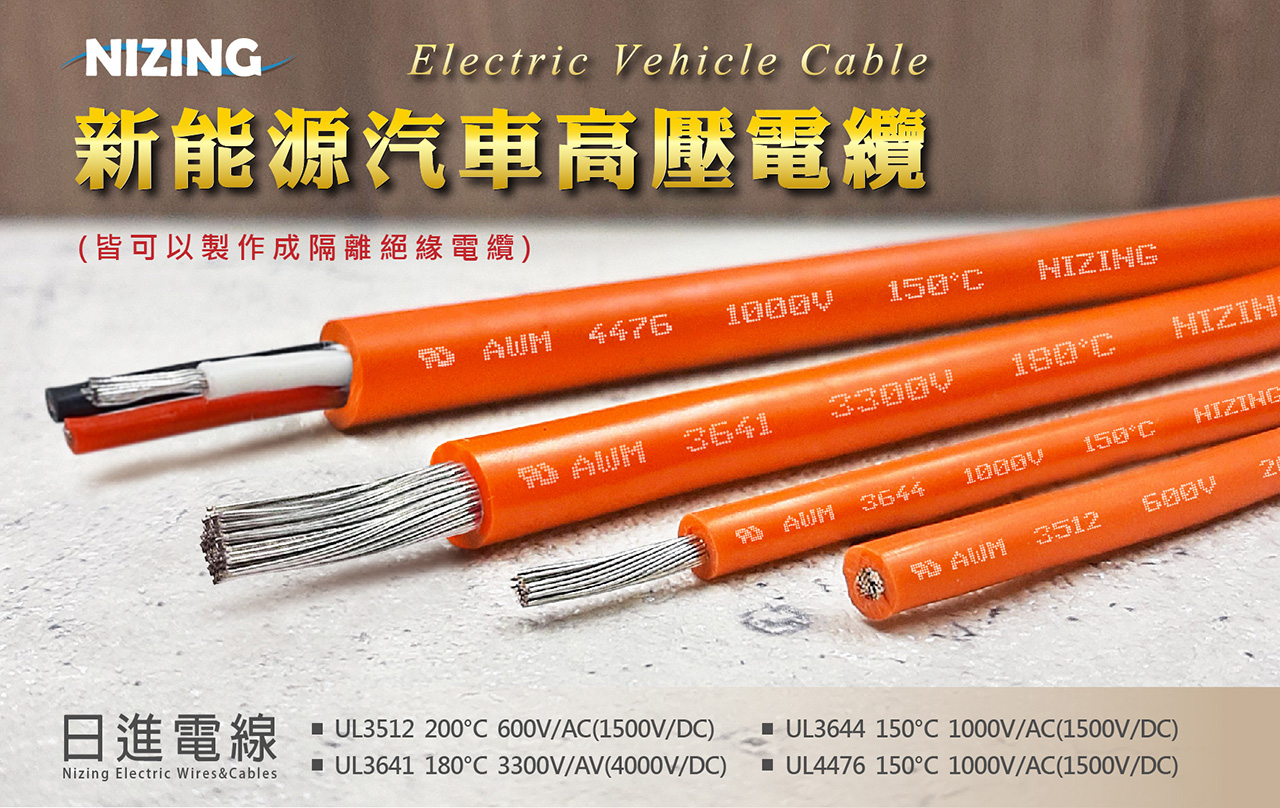 NIZING
Electric Vehicle Cable
新能源汽車高壓電纜
(皆可以製作成隔離絕緣電纜)
AWM 4476 1000V 150°C NIZING
AWM 3641 3300V 180°C NIZIN
AWM 3644 1000V 150°C NIZING
AWM 3512 600V 2
日進電線
Nizing Electric Wires&Cables
■ UL3512 200°C 600V/AC(1500V/DC)
■ UL3644 150°C 1000V/AC(1500V/DC)
■ UL3641 180°C 3300V/AV(4000V/DC)
■ UL4476 150°C 1000V/AC(1500V/DC)